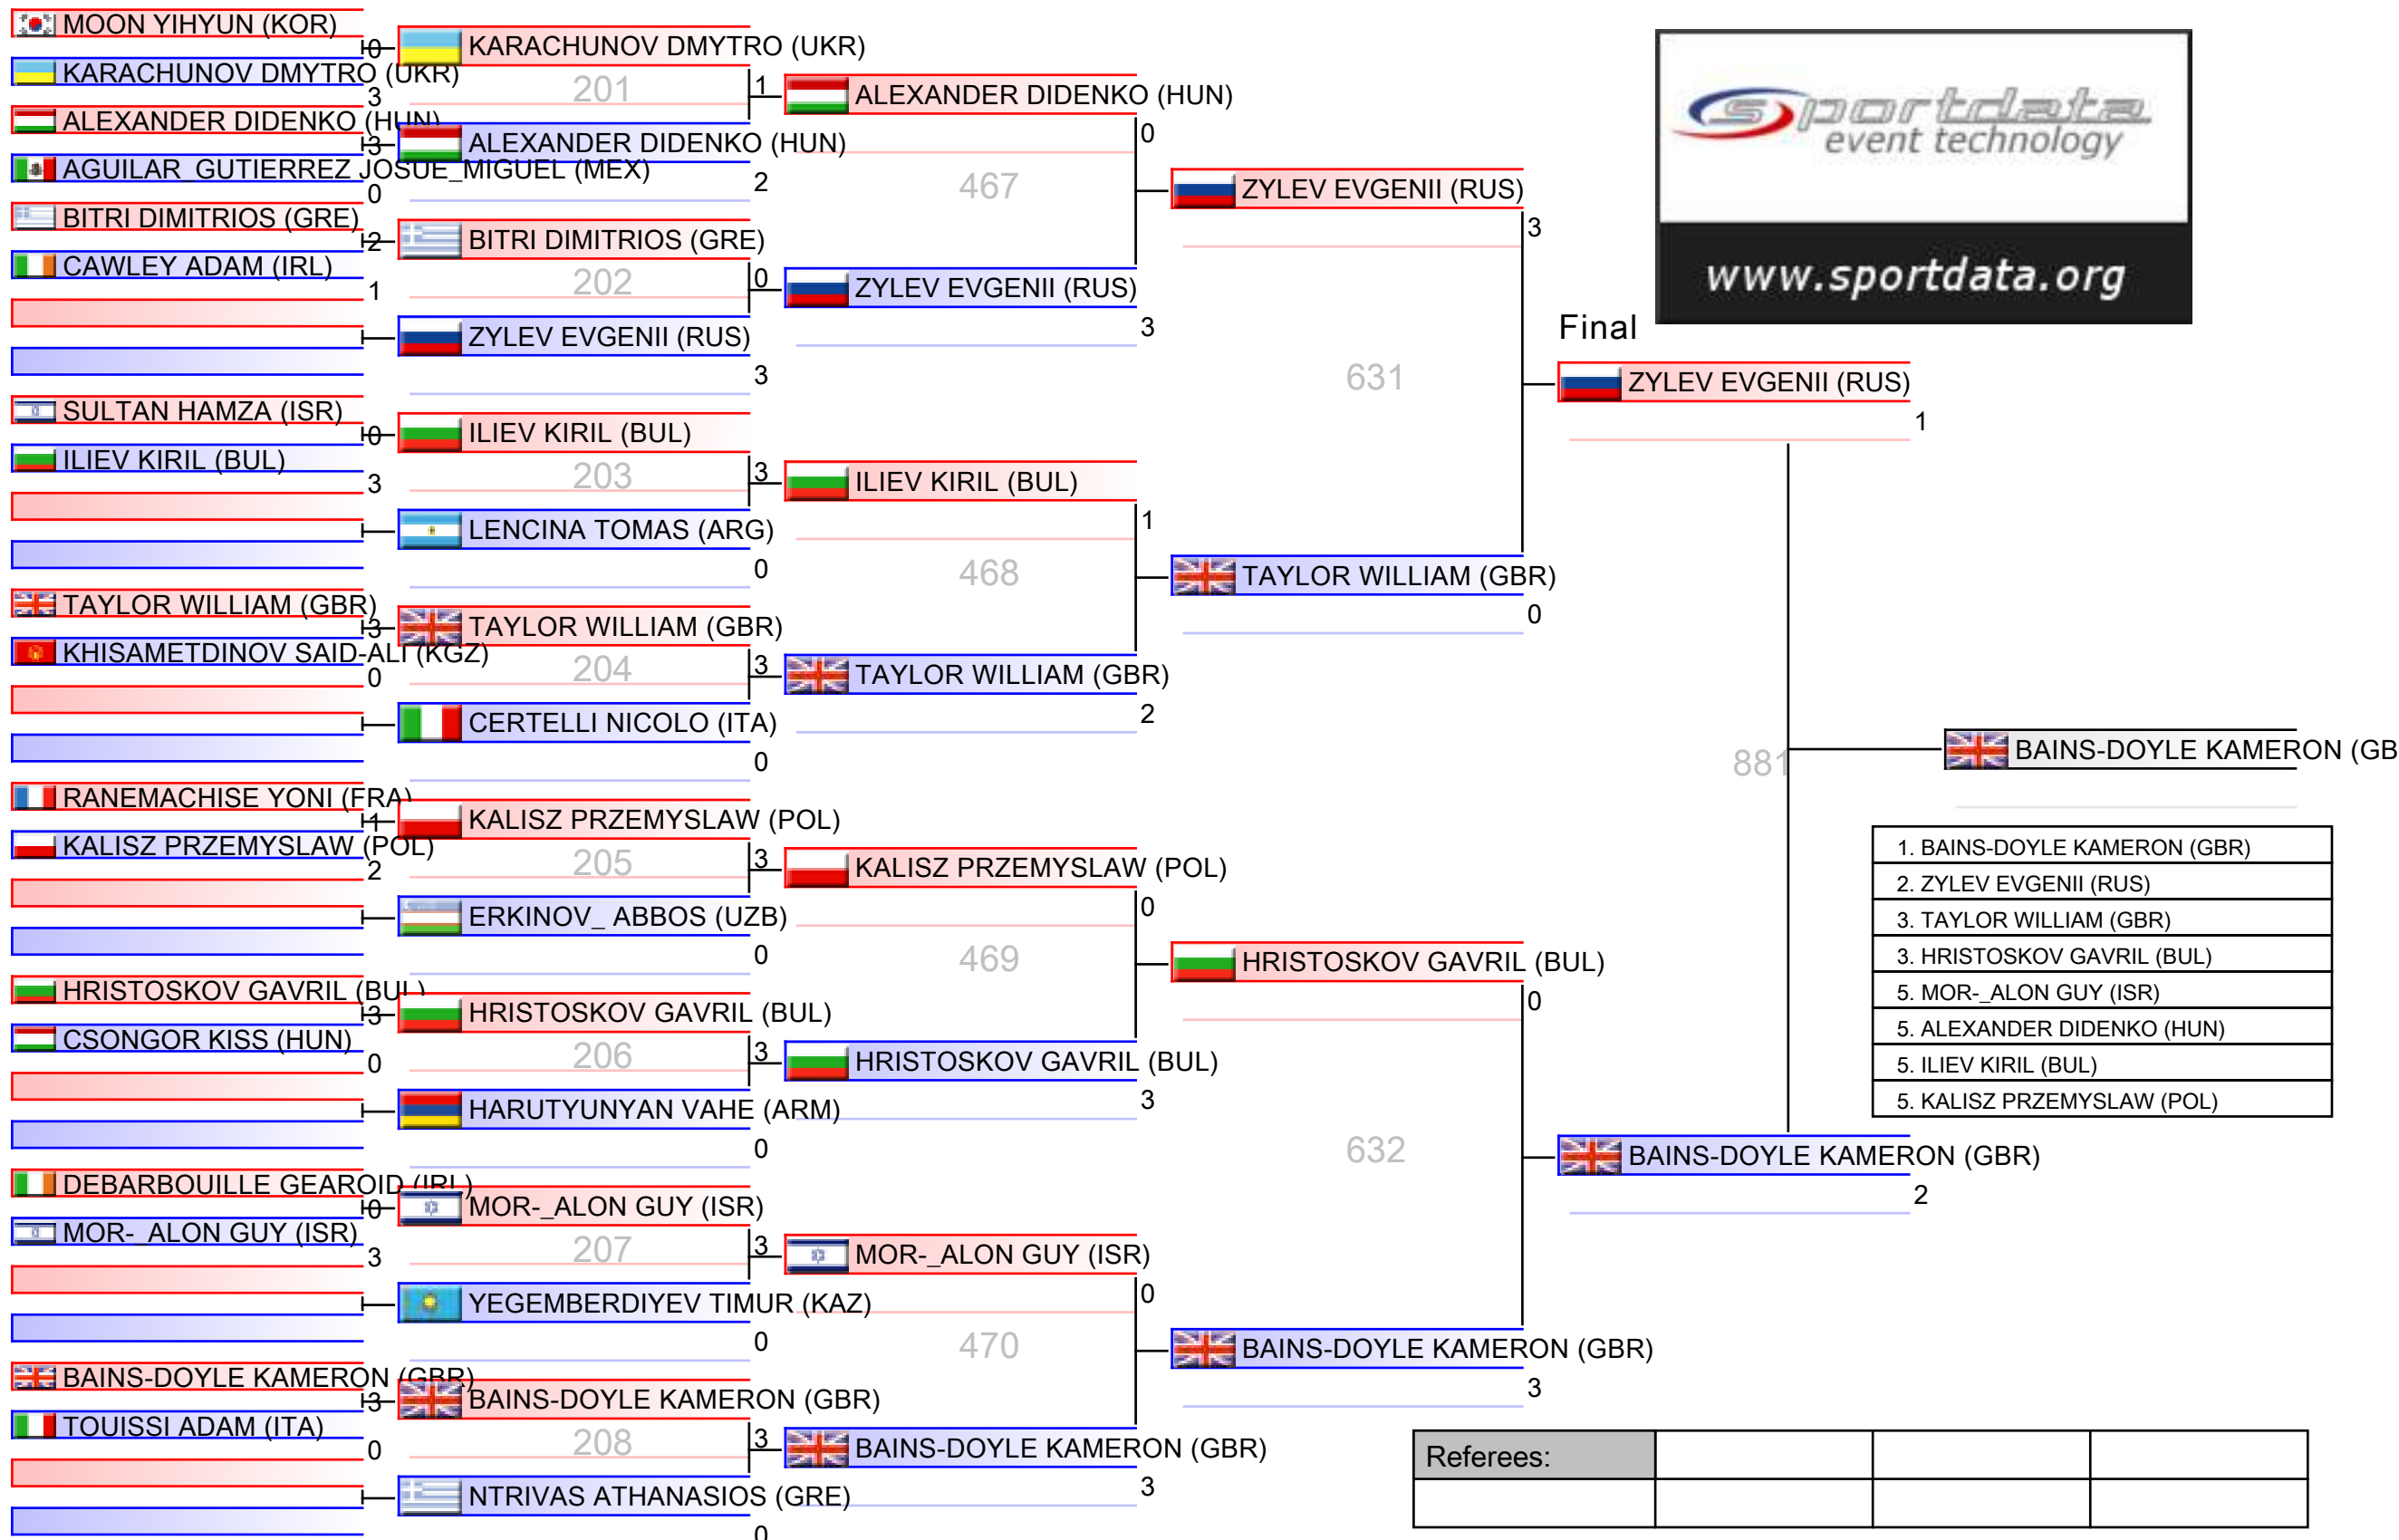 MOON YIHYUN (KOR)
0
KARACHUNOV DMYTRO (UKR)
3
ALEXANDER DIDENKO (HUN)
3
AGUILAR_GUTIERREZ JOSUE_MIGUEL (MEX)
0
BITRI DIMITRIOS (GRE)
2
CAWLEY ADAM (IRL)
1
SULTAN HAMZA (ISR)
0
ILIEV KIRIL (BUL)
3
TAYLOR WILLIAM (GBR)
3
KHISAMETDINOV SAID-ALI (KGZ)
0
RANEMACHISE YONI (FRA)
1
KALISZ PRZEMYSLAW (POL)
2
HRISTOSKOV GAVRIL (BUL)
3
CSONGOR KISS (HUN)
0
DEBARBOUILLE GEAROID (IRL)
0
MOR-_ALON GUY (ISR)
3
BAINS-DOYLE KAMERON (GBR)
3
TOUISSI ADAM (ITA)
0
KARACHUNOV DMYTRO (UKR)
201
1
ALEXANDER DIDENKO (HUN)
2
BITRI DIMITRIOS (GRE)
202
0
ZYLEV EVGENII (RUS)
3
ILIEV KIRIL (BUL)
203
3
LENCINA TOMAS (ARG)
0
TAYLOR WILLIAM (GBR)
204
3
CERTELLI NICOLO (ITA)
0
KALISZ PRZEMYSLAW (POL)
205
3
ERKINOV_ ABBOS (UZB)
0
HRISTOSKOV GAVRIL (BUL)
206
3
HARUTYUNYAN VAHE (ARM)
0
MOR-_ALON GUY (ISR)
207
3
YEGEMBERDIYEV TIMUR (KAZ)
0
BAINS-DOYLE KAMERON (GBR)
208
3
NTRIVAS ATHANASIOS (GRE)
0
ALEXANDER DIDENKO (HUN)
0
467
ZYLEV EVGENII (RUS)
3
ILIEV KIRIL (BUL)
1
468
TAYLOR WILLIAM (GBR)
2
KALISZ PRZEMYSLAW (POL)
0
469
HRISTOSKOV GAVRIL (BUL)
3
MOR-_ALON GUY (ISR)
0
470
BAINS-DOYLE KAMERON (GBR)
3
ZYLEV EVGENII (RUS)
3
631
TAYLOR WILLIAM (GBR)
0
HRISTOSKOV GAVRIL (BUL)
0
632
BAINS-DOYLE KAMERON (GBR)
3
sportdata
event technology
www.sportdata.org
Final
ZYLEV EVGENII (RUS)
1
881
BAINS-DOYLE KAMERON (GBR)
2
BAINS-DOYLE KAMERON (GB
1. BAINS-DOYLE KAMERON (GBR)
2. ZYLEV EVGENII (RUS)
3. TAYLOR WILLIAM (GBR)
3. HRISTOSKOV GAVRIL (BUL)
5. MOR-_ALON GUY (ISR)
5. ALEXANDER DIDENKO (HUN)
5. ILIEV KIRIL (BUL)
5. KALISZ PRZEMYSLAW (POL)
Referees: